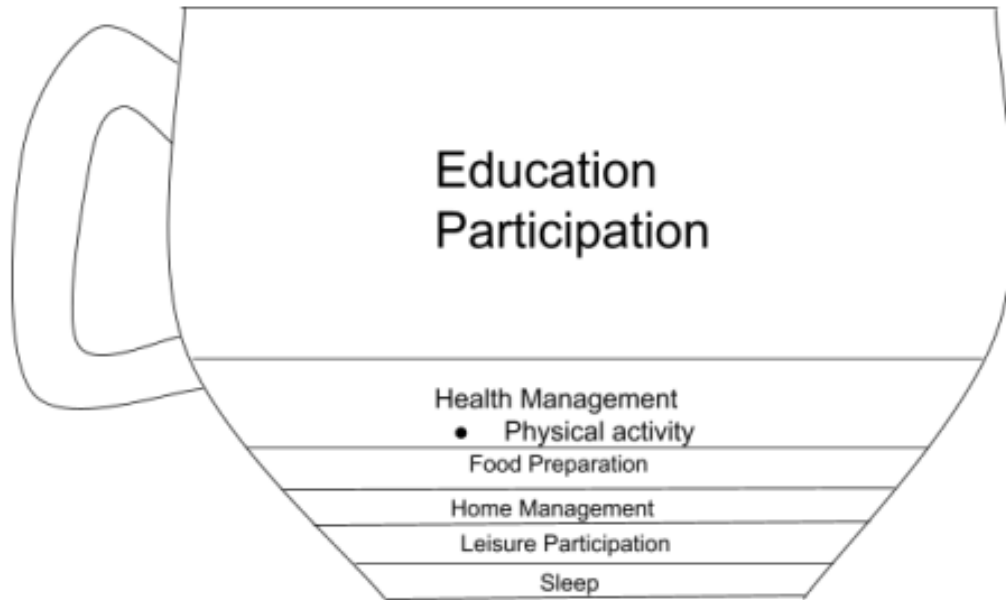 Education
Participation
Health Management
● Physical activity
Food Preparation
Home Management
Leisure Participation
Sleep